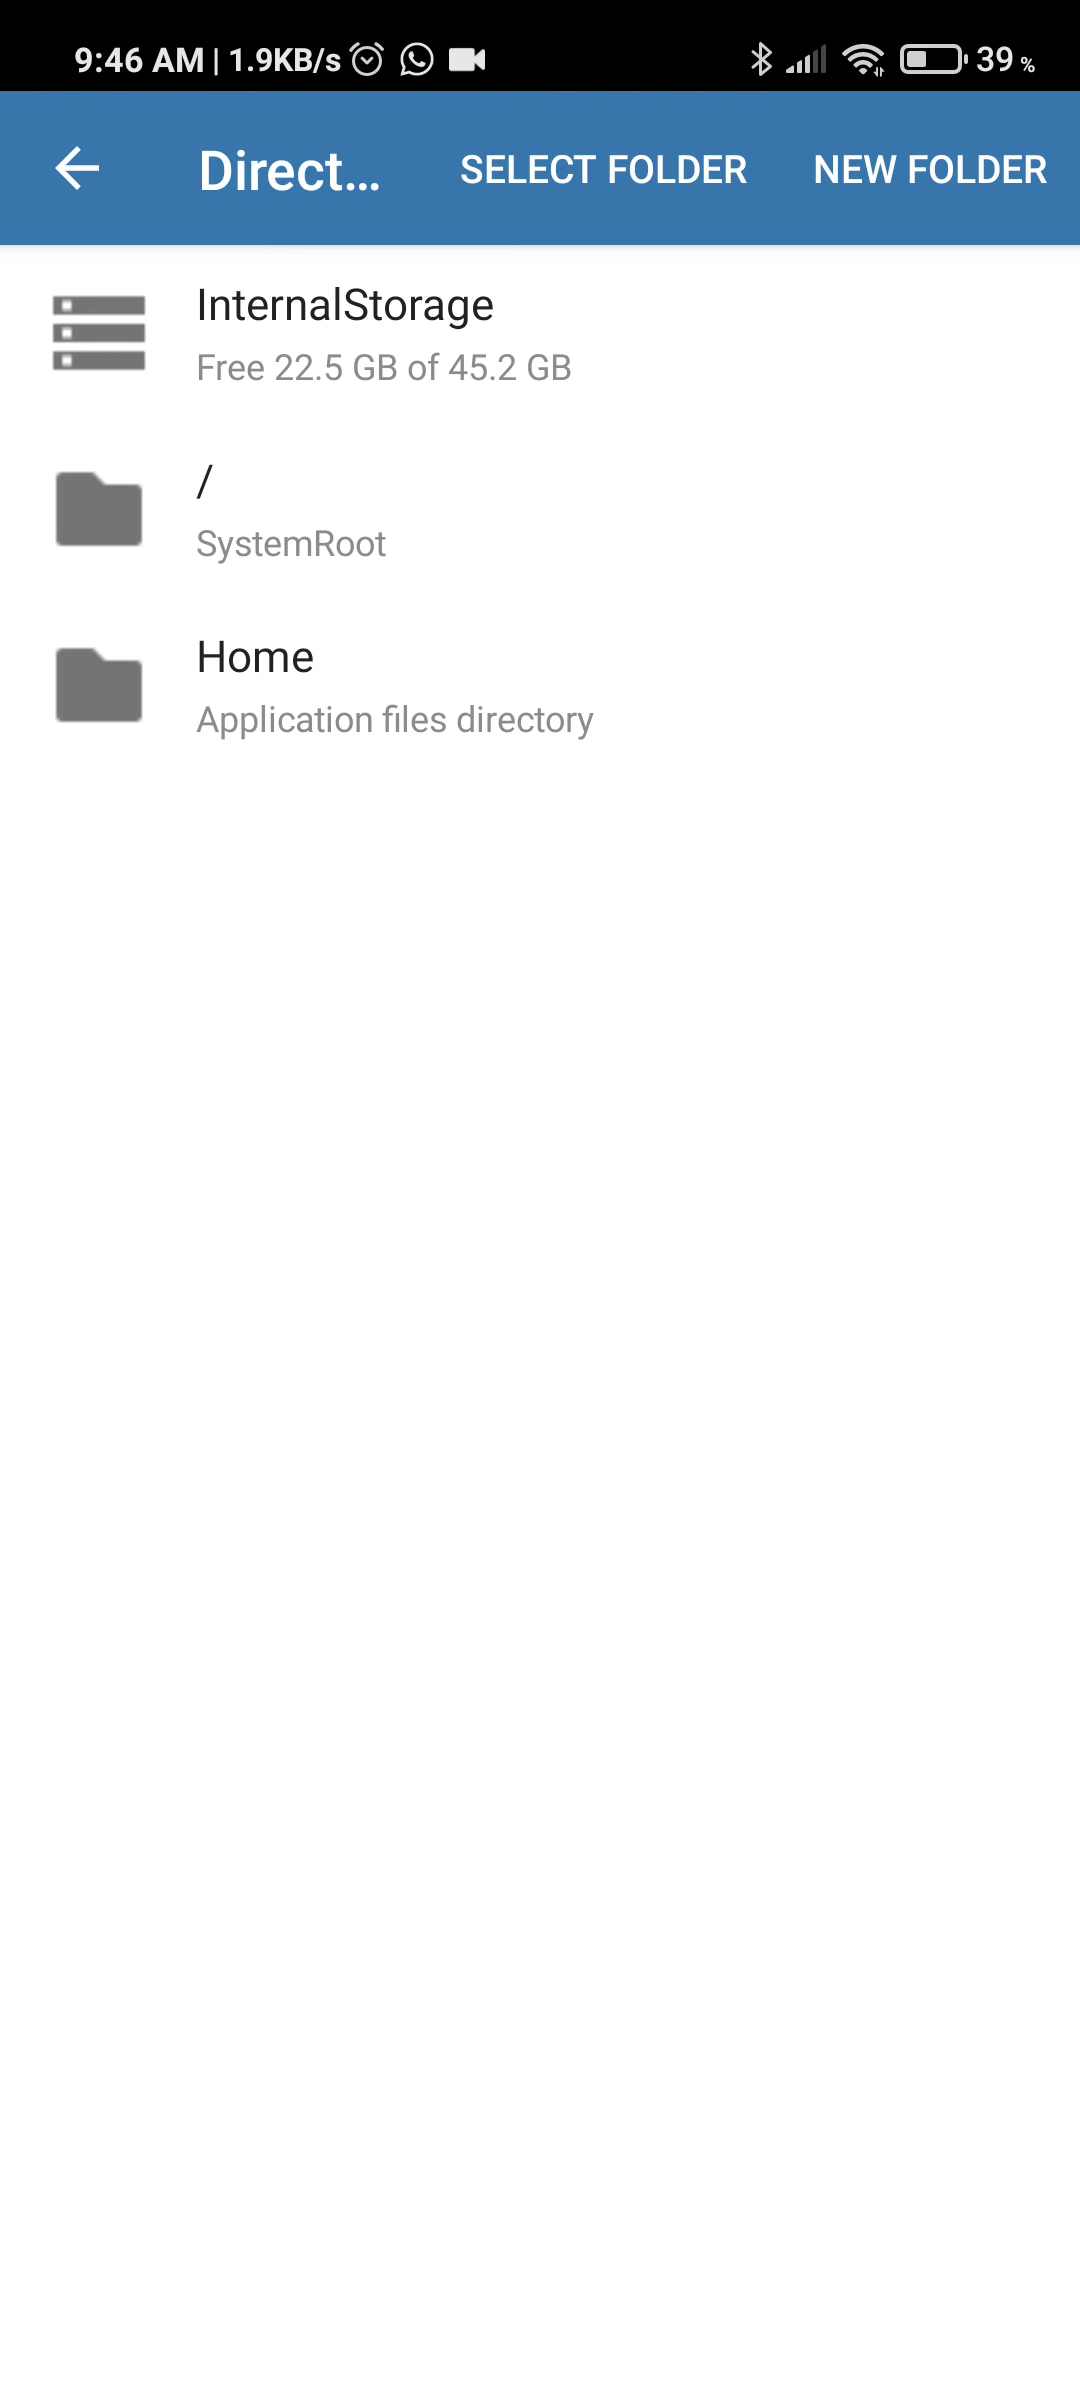 9:46 AM | 1.9KB/s 39 %
Direct... SELECT FOLDER NEW FOLDER
InternalStorage
Free 22.5 GB of 45.2 GB
/
SystemRoot
Home
Application files directory